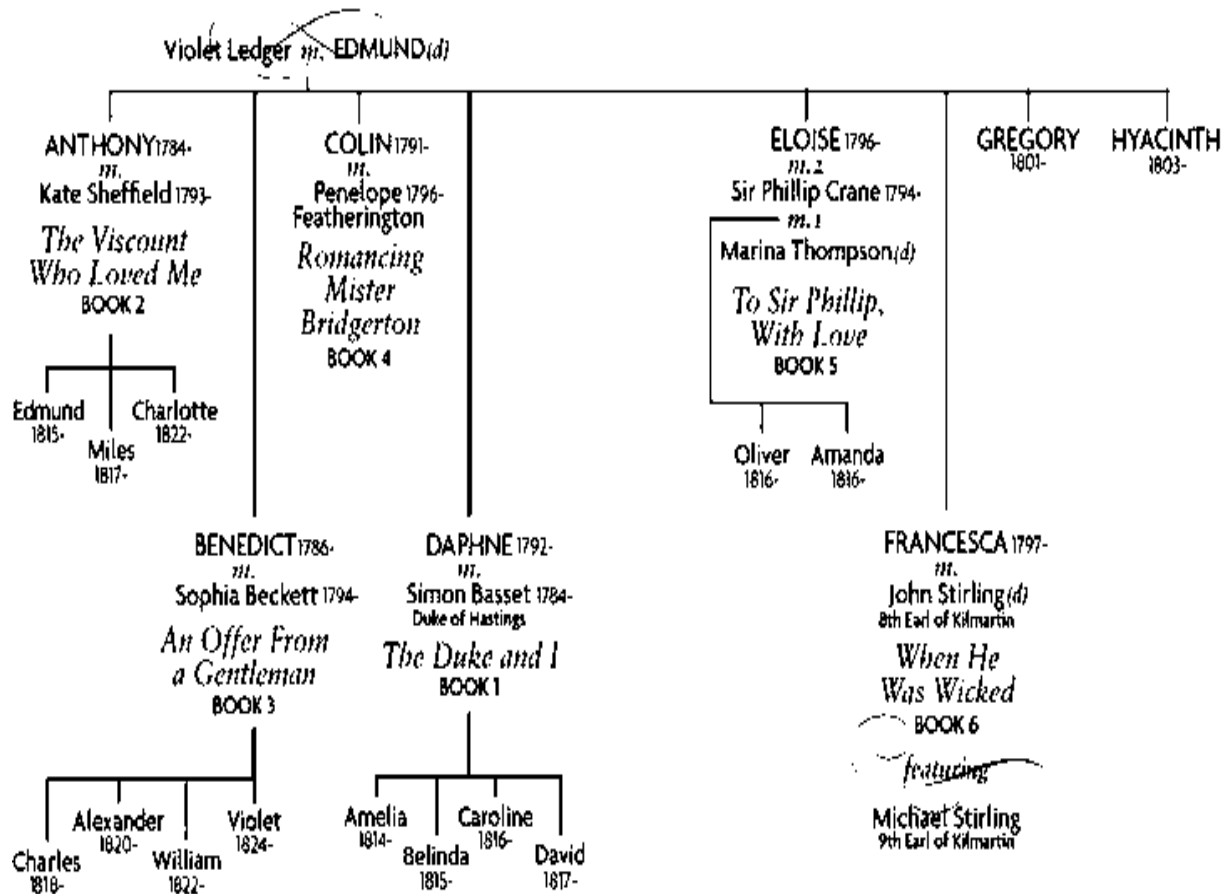 Violet Ledger m. EDMUND(d)
ANTHONY 1784-
m.
Kate Sheffield 1793-
The Viscount
Who Loved Me
BOOK 2
Edmund
1815-
Miles
1817-
Charlotte
1822-
BENEDICT 1786-
m.
Sophia Beckett 1794-
An Offer From
a Gentleman
BOOK 3
Charles
1818-
Alexander
1820-
William
1822-
Violet
1824-
COLIN 1791-
m.
Penelope 1796-
Featherington
Romancing
Mister
Bridgerton
BOOK 4
DAPHNE 1792-
m.
Simon Basset 1784-
Duke of Hastings
The Duke and I
BOOK 1
Amelia
1814-
Belinda
1815-
Caroline
1816-
David
1817-
ELOISE 1796-
m.2
Sir Phillip Crane 1794-
m.1
Marina Thompson(d)
To Sir Phillip,
With Love
BOOK 5
Oliver
1816-
Amanda
1816-
FRANCESCA 1797-
m.
John Stirling(d)
8th Earl of Kilmartin
When He
Was Wicked
BOOK 6
featuring
Michael Stirling
9th Earl of Kilmartin
GREGORY
1801-
HYACINTH
1803-